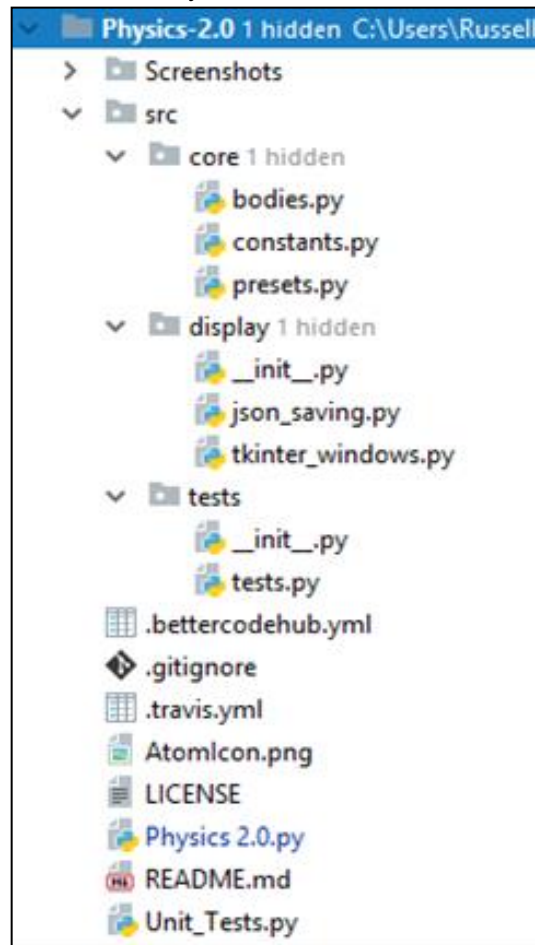 Physics-2.0 1 hidden C:\Users\Russell
Screenshots
src
core 1 hidden
bodies.py
constants.py
presets.py
display 1 hidden
__init__.py
json_saving.py
tkinter_windows.py
tests
__init__.py
tests.py
.bettercodehub.yml
.gitignore
.travis.yml
AtomIcon.png
LICENSE
Physics 2.0.py
README.md
Unit_Tests.py